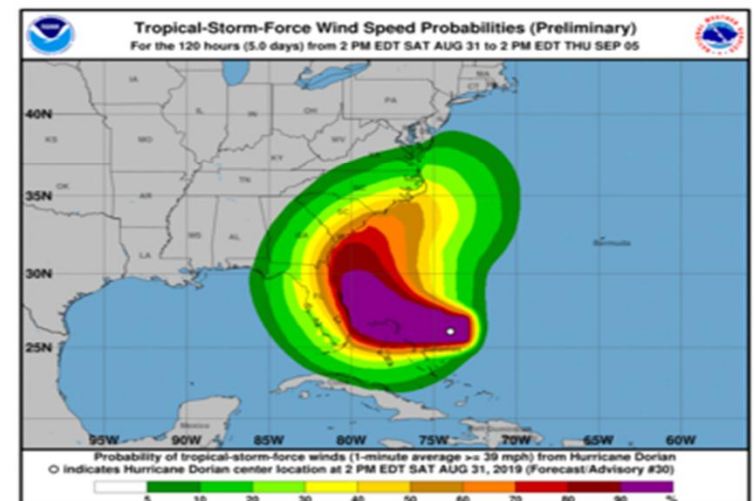 Tropical-Storm-Force Wind Speed Probabilities (Preliminary)
For the 120 hours (5.0 days) from 2 PM EDT SAT AUG 31 to 2 PM EDT THU SEP 05
MA
CT
IA
PA
40N
IL
IN
OH
KS
MO
WV
KY
VA
OK
TN
NC
35N
AR
SC
MS
AL
GA
Bermuda
LA
30N
FL
25N
Mexico
95W
90W
85W
80W
75W
70W
65W
60W
Probability of tropical-storm-force winds (1-minute average >= 39 mph) from Hurricane Dorian
O indicates Hurricane Dorian center location at 2 PM EDT SAT AUG 31, 2019 (Forecast/Advisory #30)
5 10 20 30 40 50 60 70 80 90 %